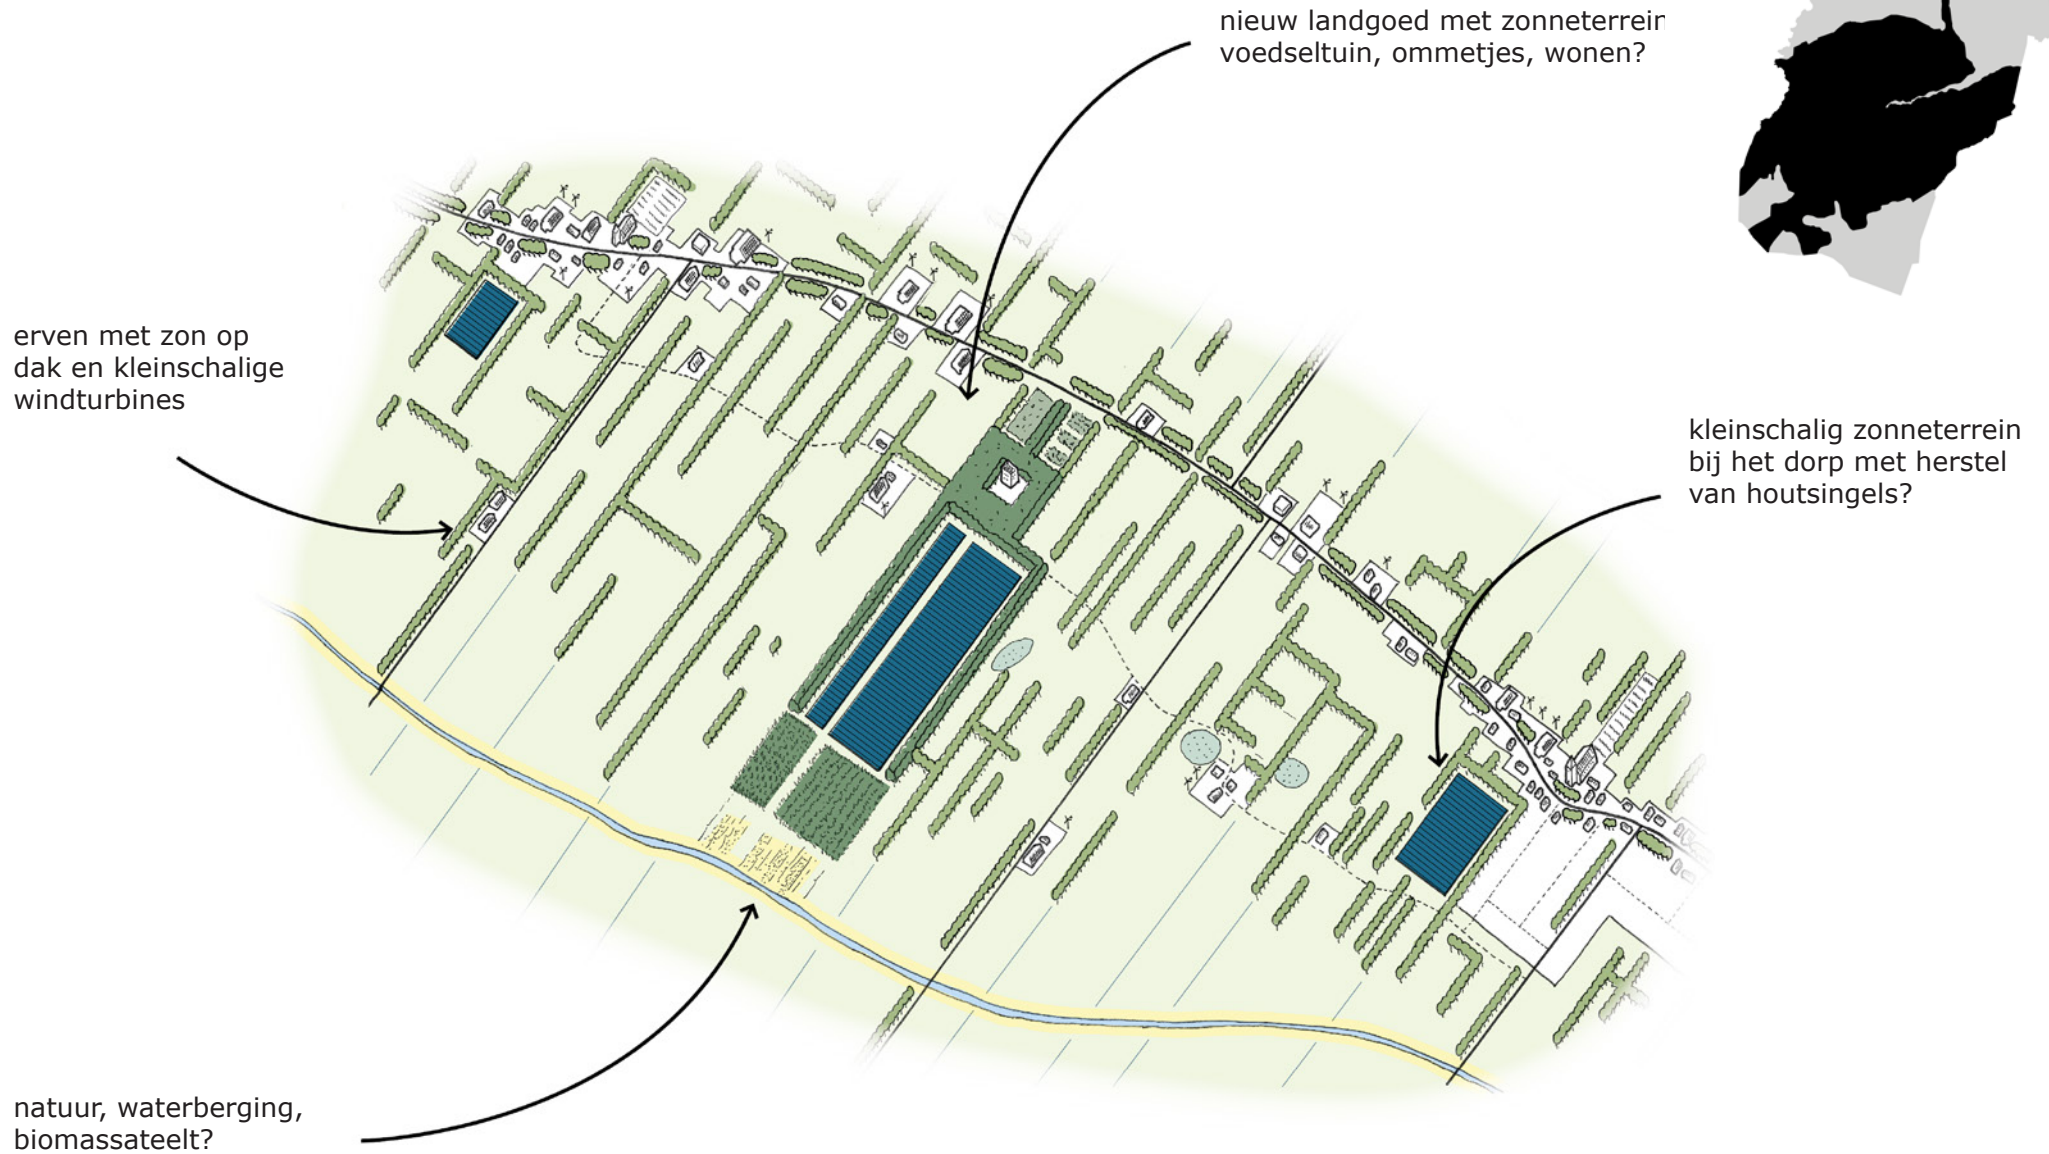 nieuw landgoed met zonneterrein
voedseltuin, ommetjes, wonen?
erven met zon op
dak en kleinschalige
windturbines
kleinschalig zonneterrein
bij het dorp met herstel
van houtsingels?
natuur, waterberging,
biomassateelt?